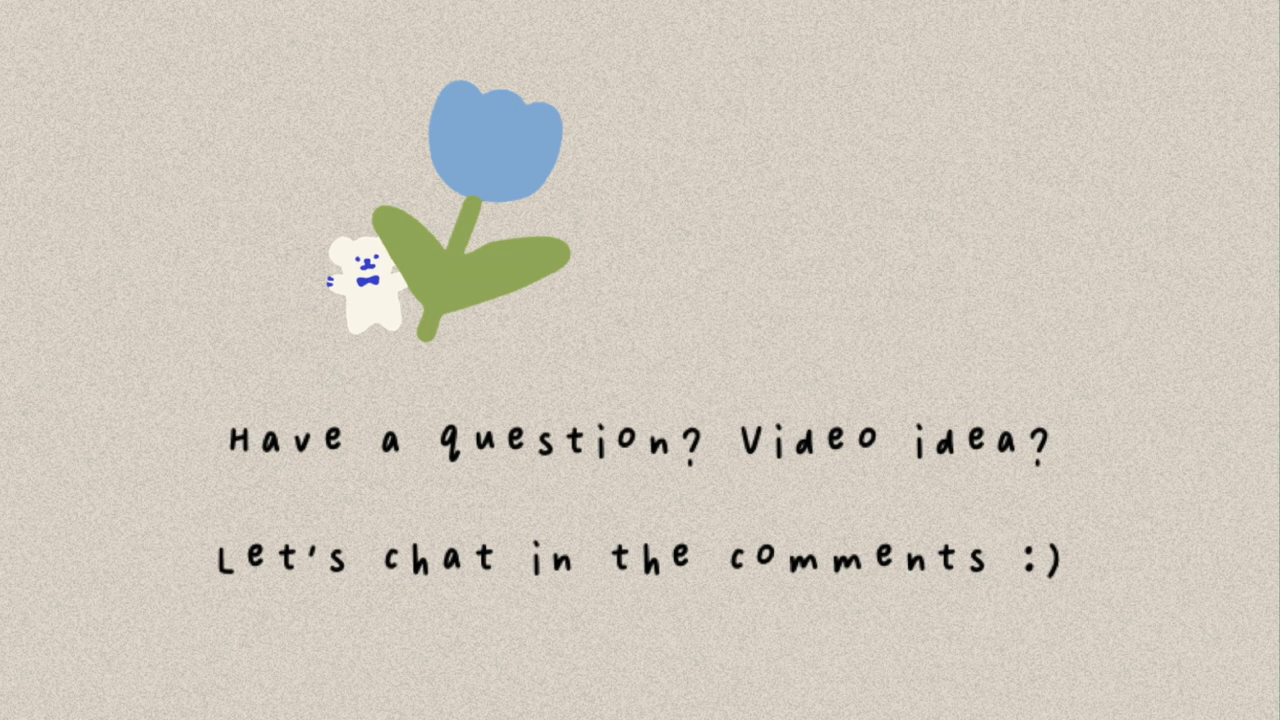 Have a question? Video idea?
Let's chat in the comments :)